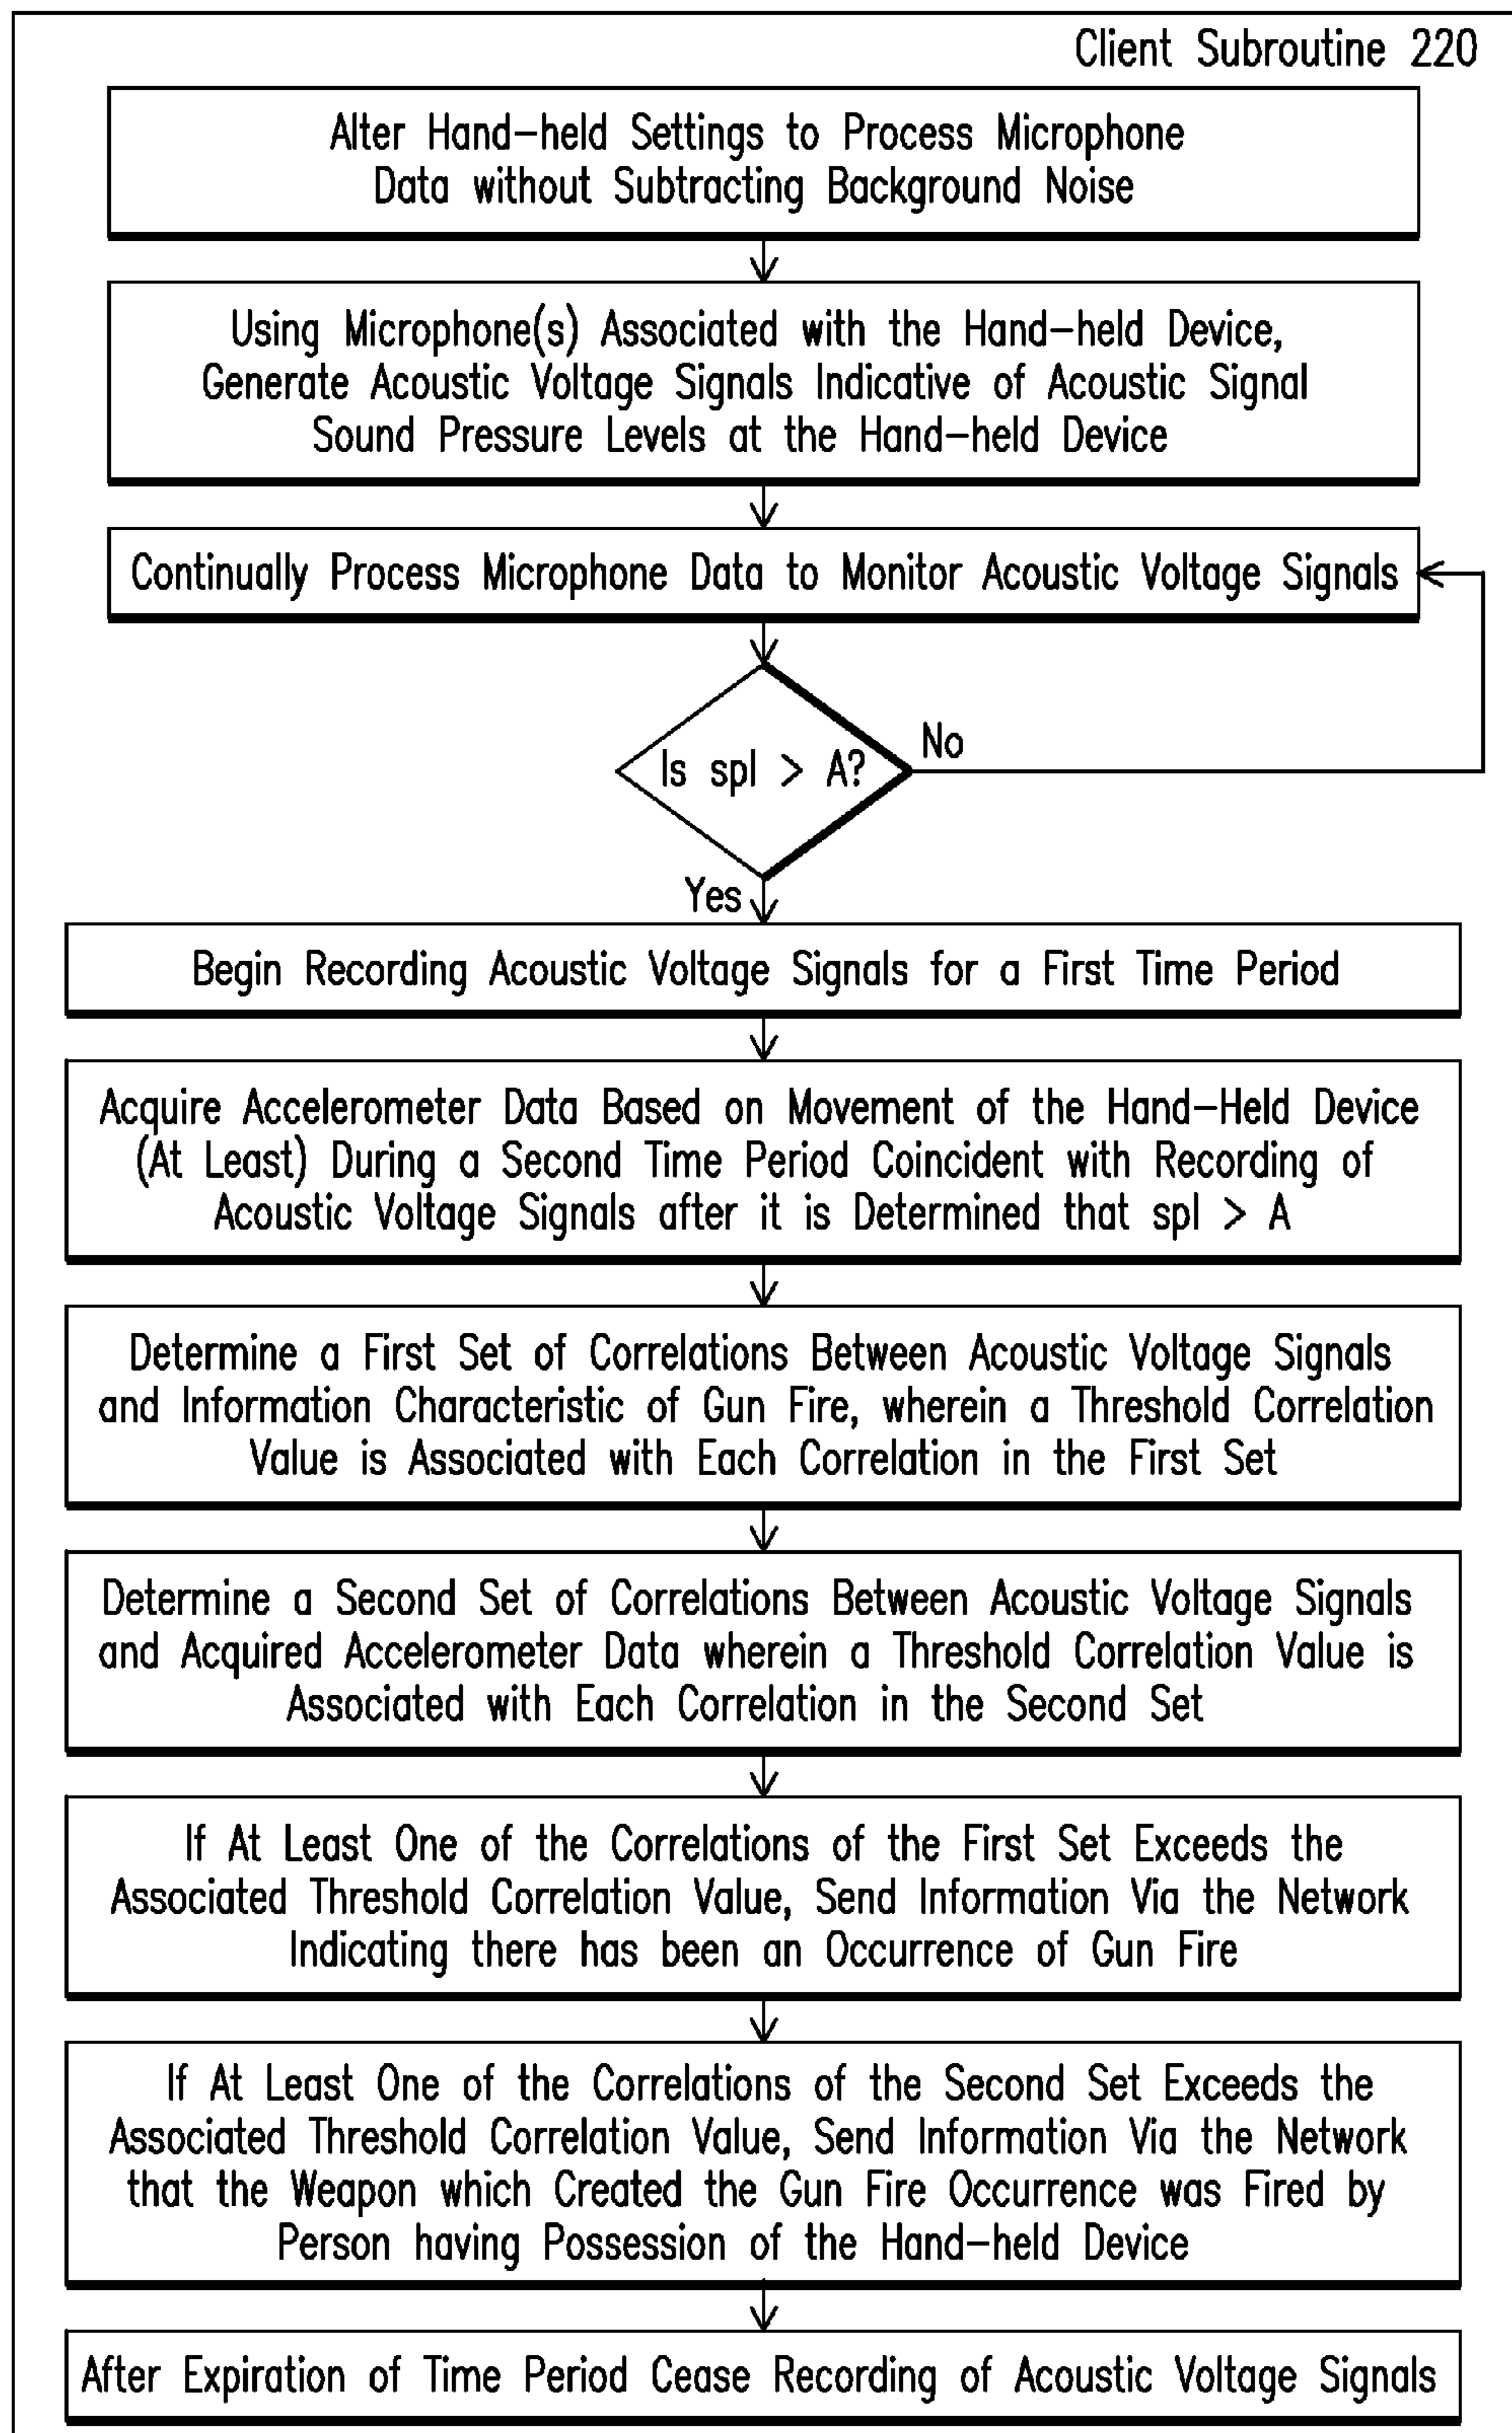 Client Subroutine 220
Alter Hand-held Settings to Process Microphone
Data without Subtracting Background Noise
Using Microphone(s) Associated with the Hand-held Device,
Generate Acoustic Voltage Signals Indicative of Acoustic Signal
Sound Pressure Levels at the Hand-held Device
Continually Process Microphone Data to Monitor Acoustic Voltage Signals
Is spl > A?
No
Yes
Begin Recording Acoustic Voltage Signals for a First Time Period
Acquire Accelerometer Data Based on Movement of the Hand-Held Device
(At Least) During a Second Time Period Coincident with Recording of
Acoustic Voltage Signals after it is Determined that spl > A
Determine a First Set of Correlations Between Acoustic Voltage Signals
and Information Characteristic of Gun Fire, wherein a Threshold Correlation
Value is Associated with Each Correlation in the First Set
Determine a Second Set of Correlations Between Acoustic Voltage Signals
and Acquired Accelerometer Data wherein a Threshold Correlation Value is
Associated with Each Correlation in the Second Set
If At Least One of the Correlations of the First Set Exceeds the
Associated Threshold Correlation Value, Send Information Via the Network
Indicating there has been an Occurrence of Gun Fire
If At Least One of the Correlations of the Second Set Exceeds the
Associated Threshold Correlation Value, Send Information Via the Network
that the Weapon which Created the Gun Fire Occurrence was Fired by
Person having Possession of the Hand-held Device
After Expiration of Time Period Cease Recording of Acoustic Voltage Signals